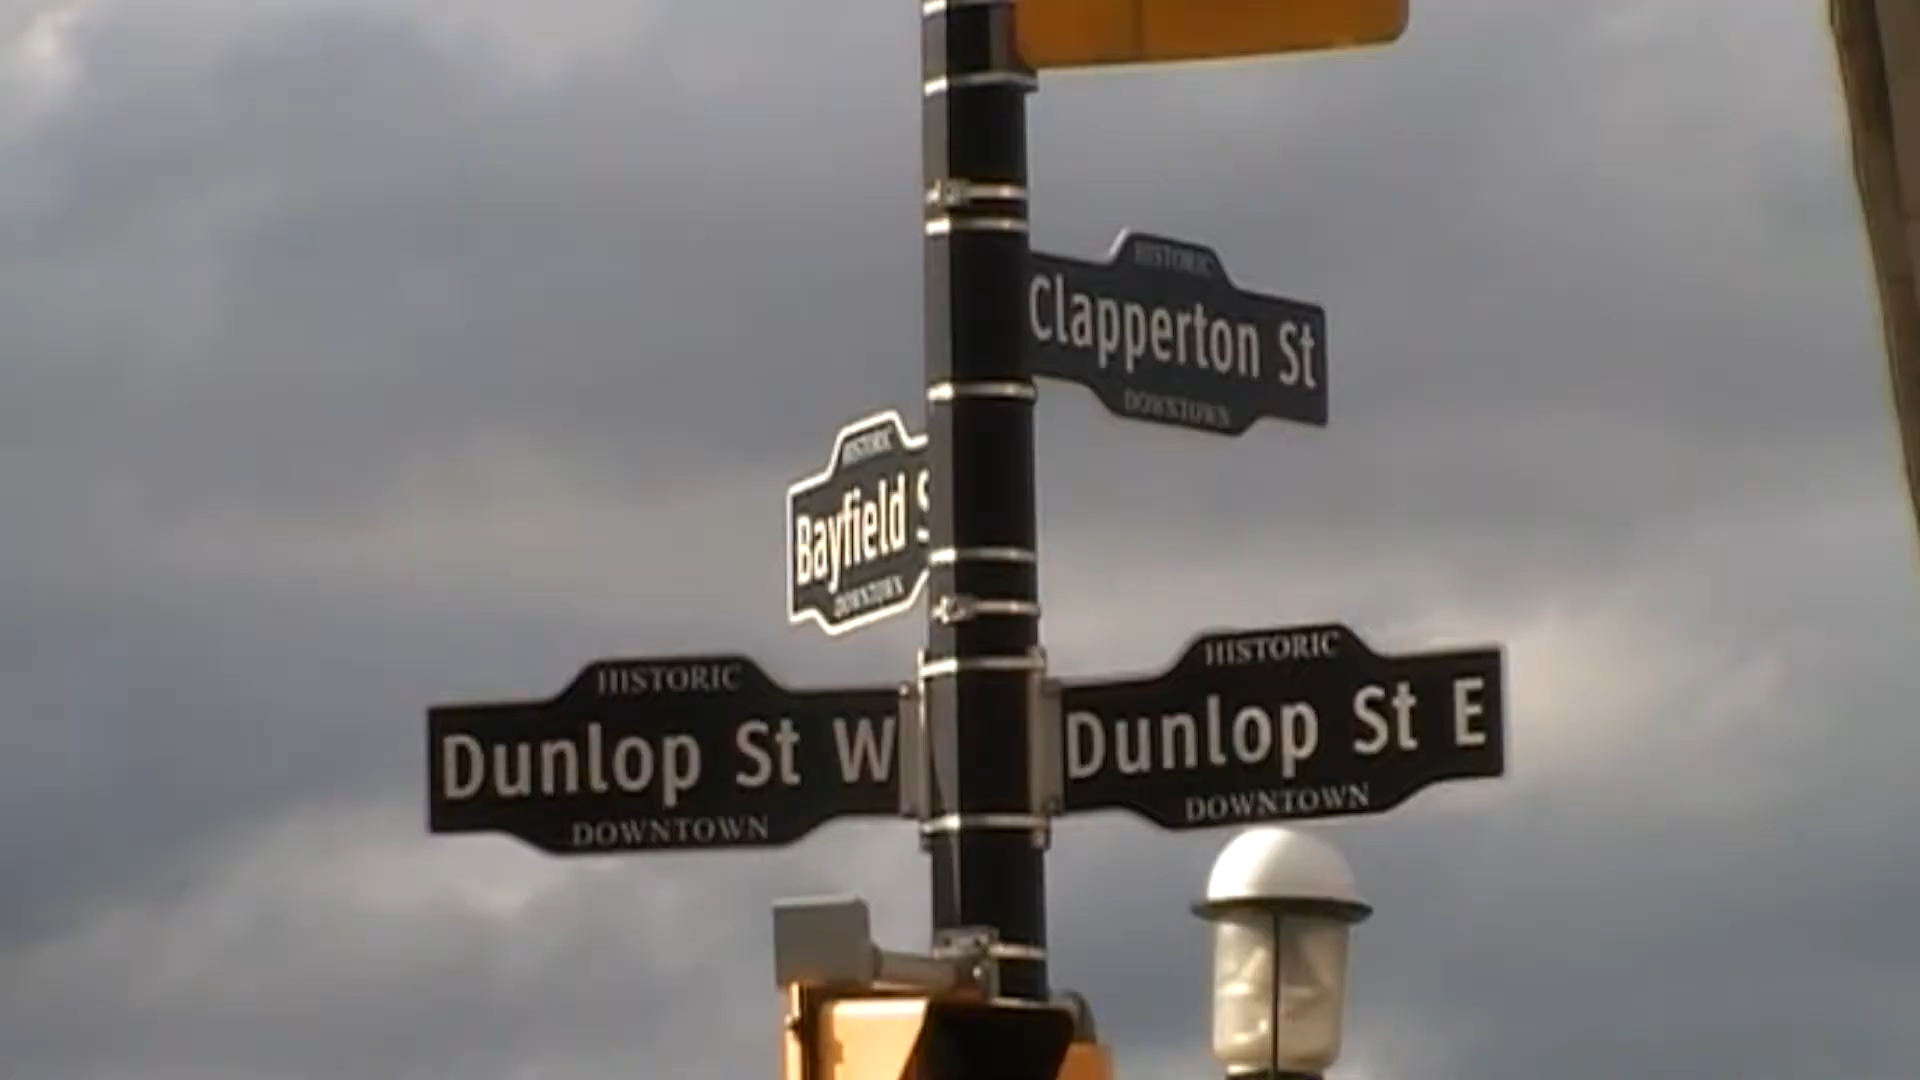 HISTORIC
Clapperton St
DOWNTOWN
HISTORIC
Bayfield S
DOWNTOWN
HISTORIC
Dunlop St W
DOWNTOWN
HISTORIC
Dunlop St E
DOWNTOWN